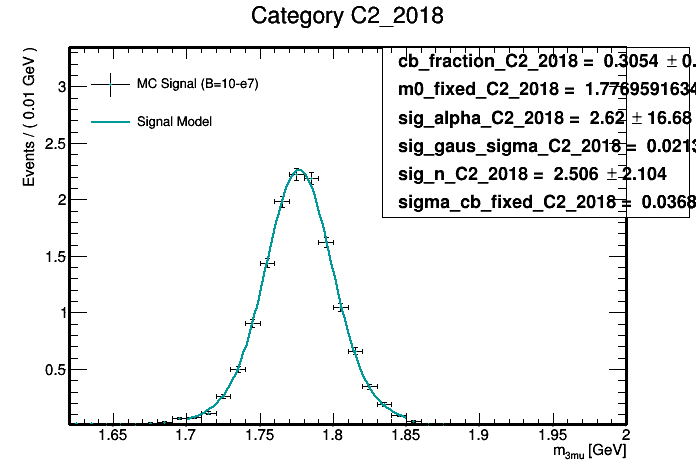 Category C2_2018
Events / ( 0.01 GeV )
MC Signal (B=10-e7)
Signal Model
cb_fraction_C2_2018 = 0.3054 ± 0.
m0_fixed_C2_2018 = 1.7769591634
sig_alpha_C2_2018 = 2.62 ± 16.68
sig_gaus_sigma_C2_2018 = 0.0213
sig_n_C2_2018 = 2.506 ± 2.104
sigma_cb_fixed_C2_2018 = 0.0368
3
2.5
2
1.5
1
0.5
1.65 1.7 1.75 1.8 1.85 1.9 1.95 2
m3mu [GeV]